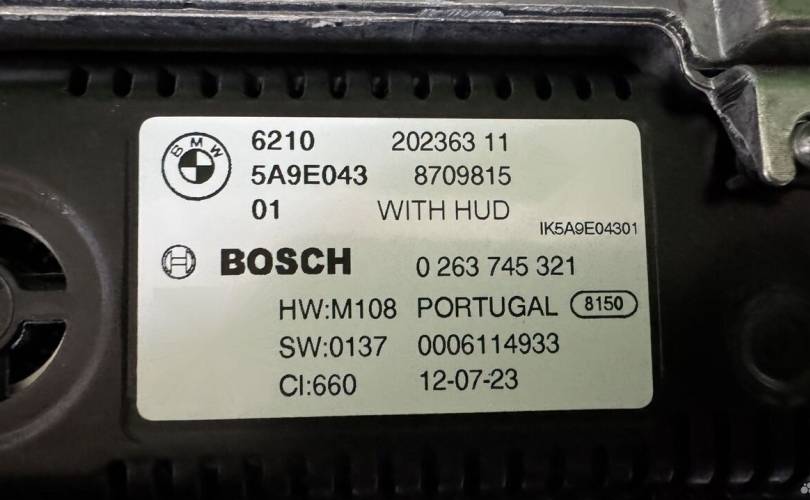 BMW
6210 202363 11
5A9E043 8709815
01 WITH HUD
IK5A9E04301
BOSCH 0 263 745 321
HW:M108 PORTUGAL 8150
SW:0137 0006114933
CI:660 12-07-23